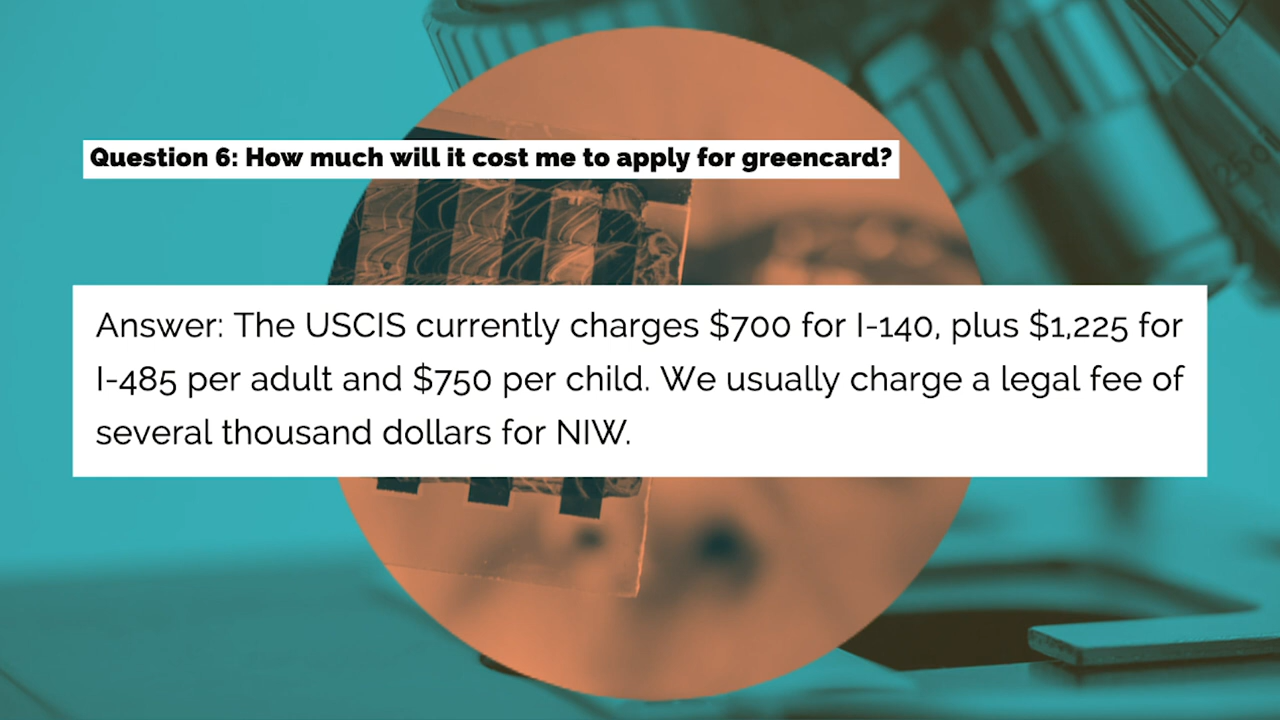 Question 6: How much will it cost me to apply for greencard?
Answer: The USCIS currently charges $700 for I-140, plus $1,225 for
I-485 per adult and $750 per child. We usually charge a legal fee of
several thousand dollars for NIW.